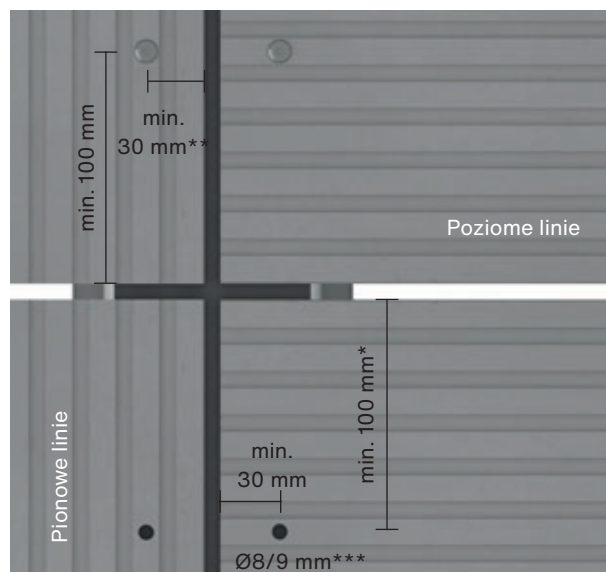 min. 100 mm
min.
30 mm**
Poziome linie
Pionowe linie
min.
30 mm
min. 100 mm*
Ø8/9 mm***